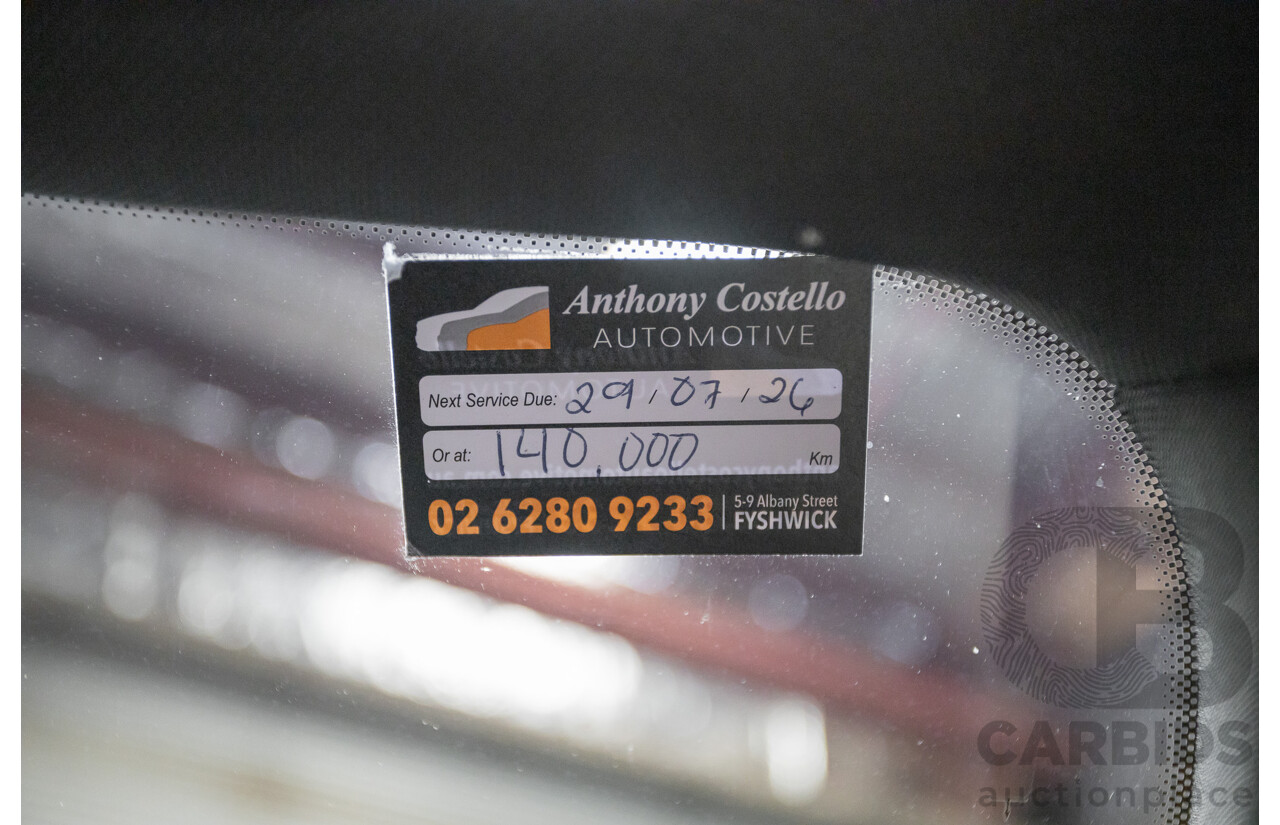 Anthony Costello
AUTOMOTIVE
Next Service Due: 29/07/26
Or at: 140,000 Km
02 6280 9233 | 5-9 Albany Street
FYSHWICK
CB
CARBIDS
auctionplace